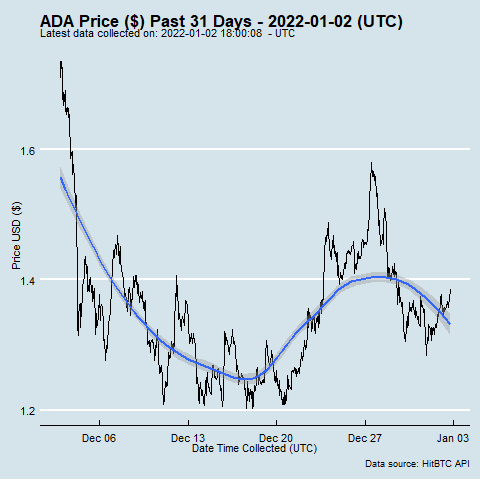 ADA Price ($) Past 31 Days - 2022-01-02 (UTC)
Latest data collected on: 2022-01-02 18:00:08 - UTC
Price USD ($)
1.6
1.4
1.2
Dec 06 Dec 13 Dec 20 Dec 27 Jan 03
Date Time Collected (UTC)
Data source: HitBTC API